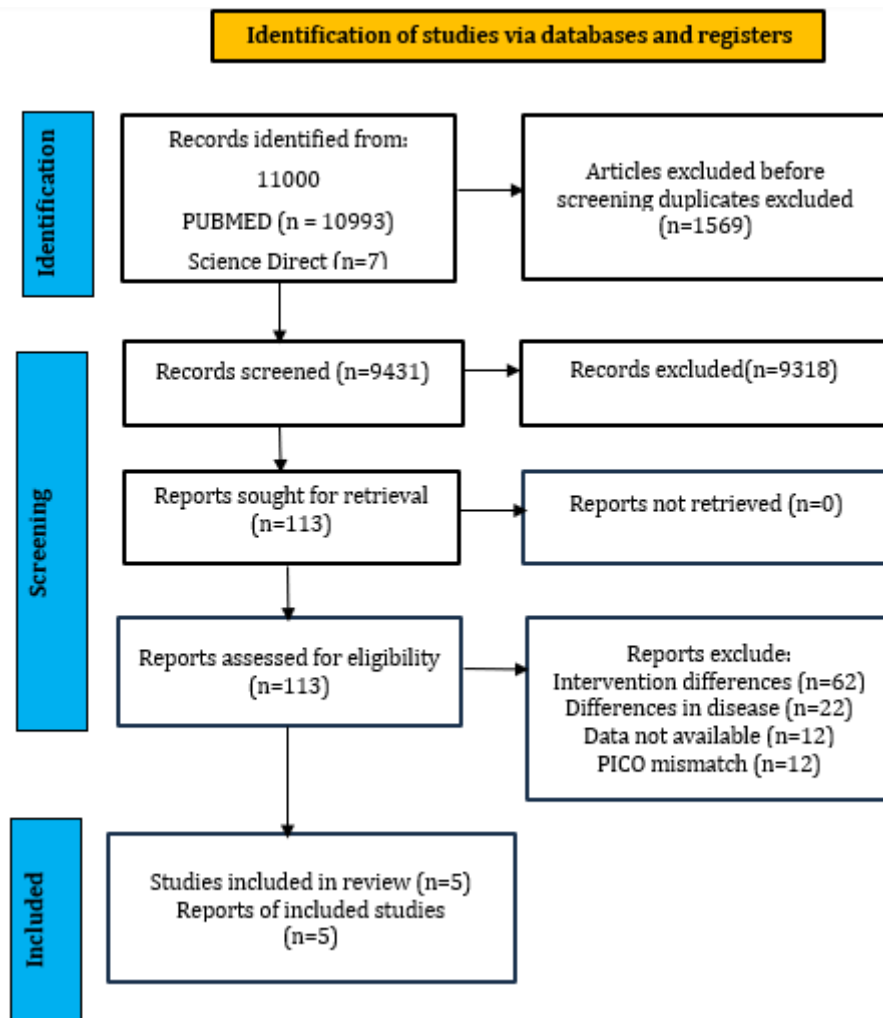 Identification of studies via databases and registers
Identification
Records identified from:
11000
PUBMED (n = 10993)
Science Direct (n=7)
Articles excluded before
screening duplicates excluded
(n=1569)
Screening
Records screened (n=9431)
Records excluded(n=9318)
Reports sought for retrieval
(n=113)
Reports not retrieved (n=0)
Reports assessed for eligibility
(n=113)
Reports exclude:
Intervention differences (n=62)
Differences in disease (n=22)
Data not available (n=12)
PICO mismatch (n=12)
Included
Studies included in review (n=5)
Reports of included studies
(n=5)